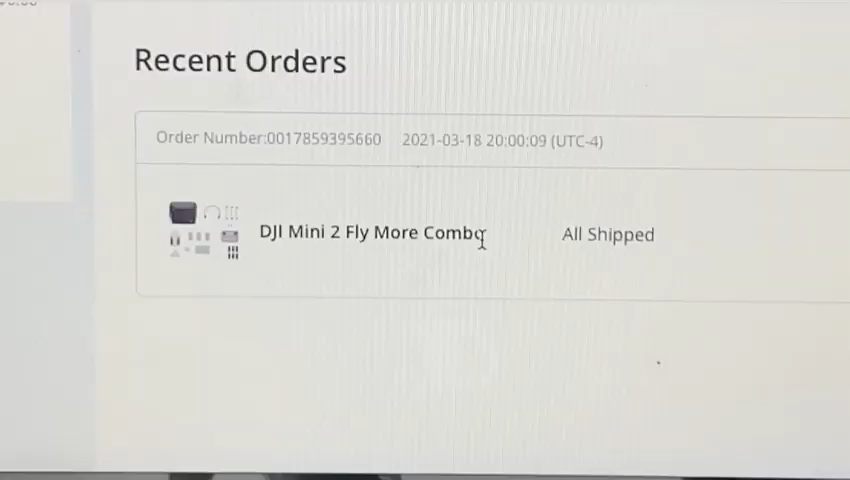 Recent Orders
Order Number:0017859395660 2021-03-18 20:00:09 (UTC-4)
DJI Mini 2 Fly More Combo
All Shipped